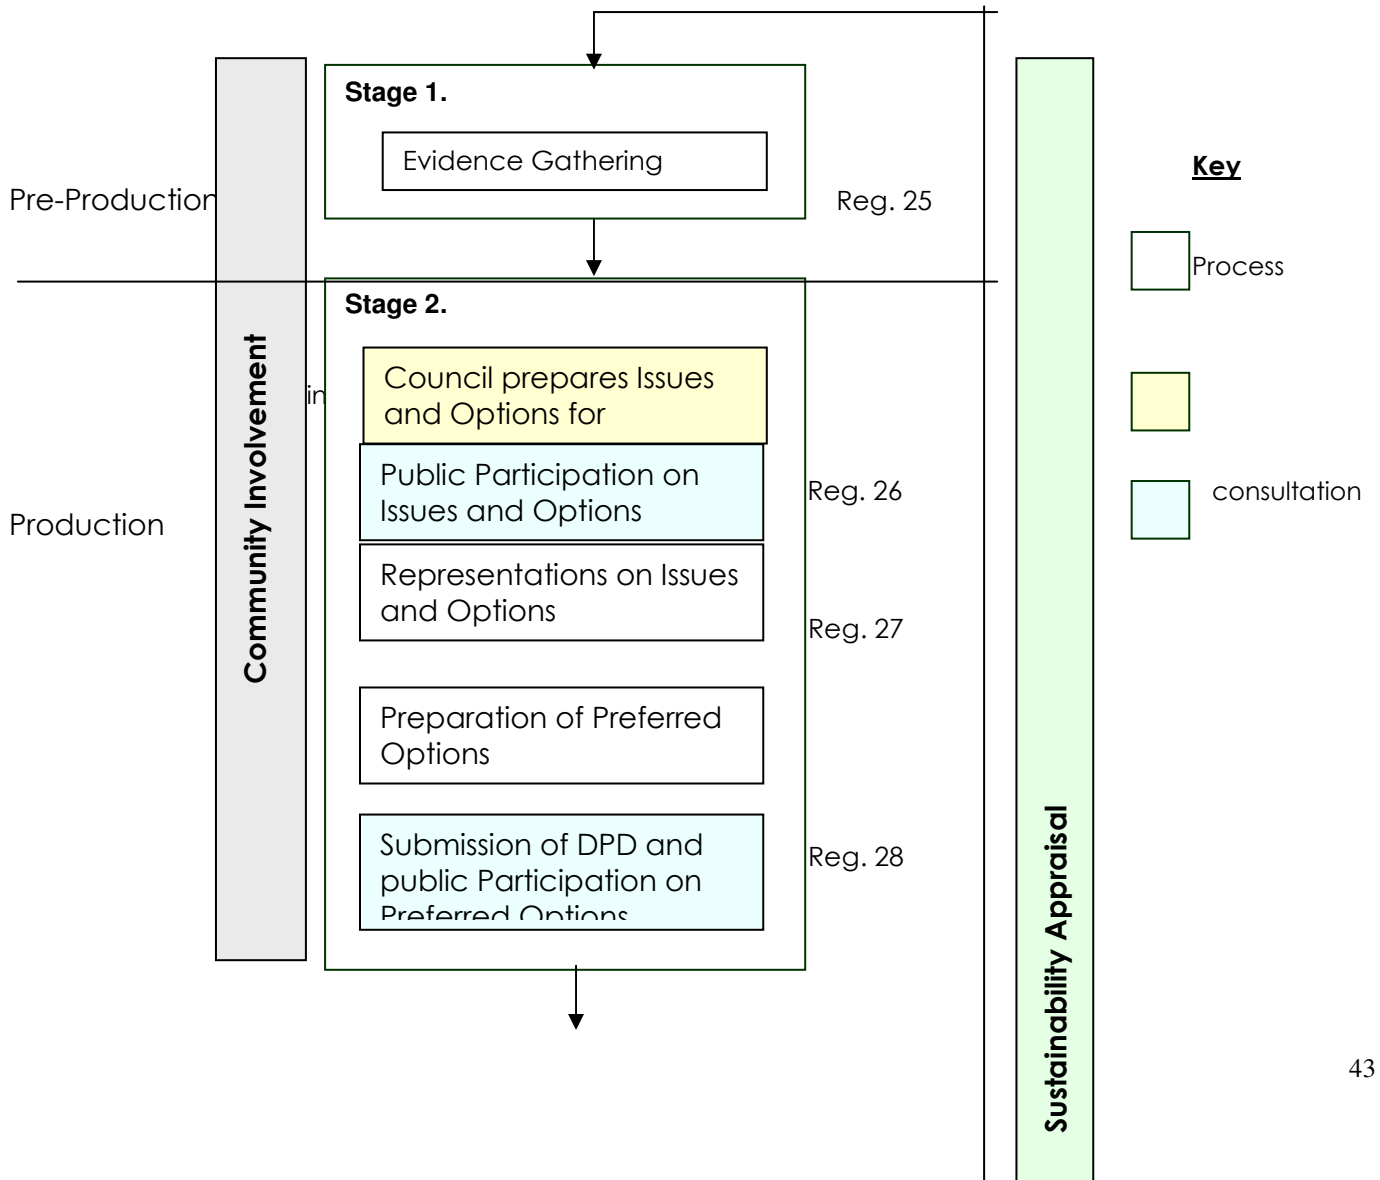 Stage 1.
Evidence Gathering
Pre-Production
Reg. 25
Key
Process
Stage 2.
Council prepares Issues
and Options for
in
Public Participation on
Issues and Options
Reg. 26
consultation
Production
Community Involvement
Representations on Issues
and Options
Reg. 27
Preparation of Preferred
Options
Submission of DPD and
public Participation on
Preferred Options
Reg. 28
Sustainability Appraisal
43